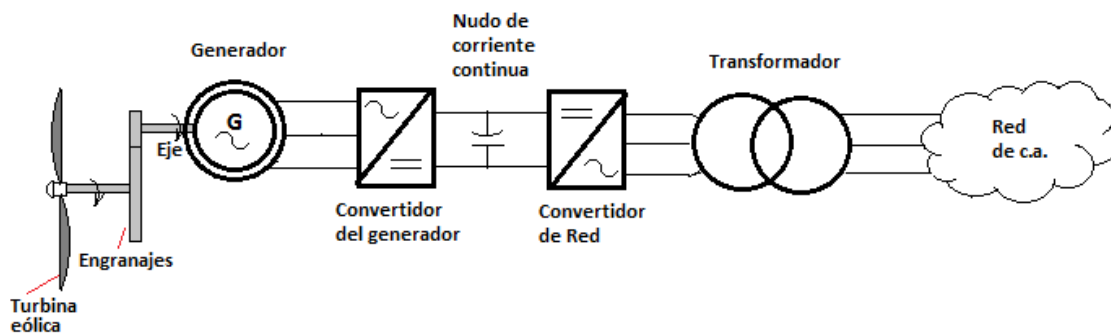 Generador
Nudo de
corriente
continua
Transformador
G
Eje
Red
de c.a.
Convertidor
del generador
Convertidor
de Red
Engranajes
Turbina
eólica